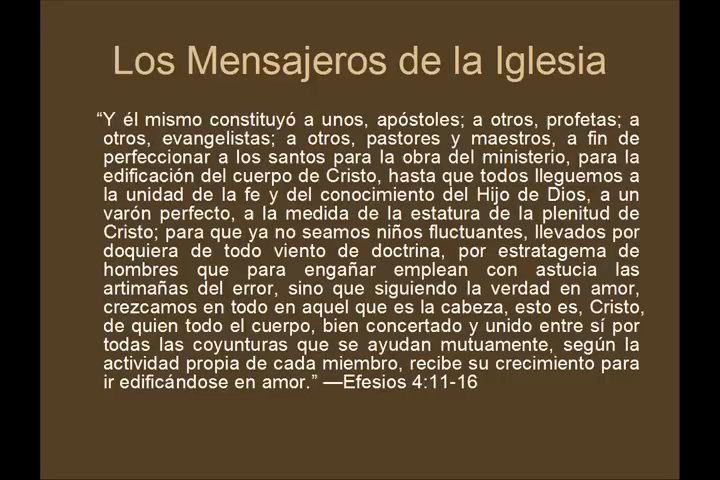 Los Mensajeros de la Iglesia
“Y él mismo constituyó a unos, apóstoles; a otros, profetas; a
otros, evangelistas; a otros, pastores y maestros, a fin de
perfeccionar a los santos para la obra del ministerio, para la
edificación del cuerpo de Cristo, hasta que todos lleguemos a
la unidad de la fe y del conocimiento del Hijo de Dios, a un
varón perfecto, a la medida de la estatura de la plenitud de
Cristo; para que ya no seamos niños fluctuantes, llevados por
doquiera de todo viento de doctrina, por estratagema de
hombres que para engañar emplean con astucia las
artimañas del error, sino que siguiendo la verdad en amor,
crezcamos en todo en aquel que es la cabeza, esto es, Cristo,
de quien todo el cuerpo, bien concertado y unido entre sí por
todas las coyunturas que se ayudan mutuamente, según la
actividad propia de cada miembro, recibe su crecimiento para
ir edificándose en amor.” —Efesios 4:11-16